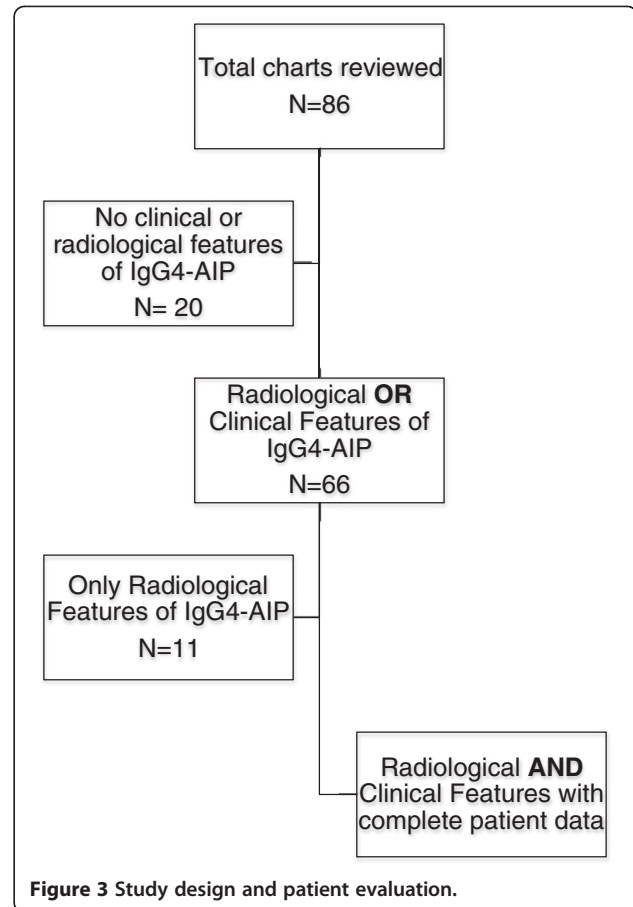 Total charts reviewed
N=86
No clinical or
radiological features
of IgG4-AIP
N= 20
Radiological OR
Clinical Features of
IgG4-AIP
N=66
Only Radiological
Features of IgG4-AIP
N=11
Radiological AND
Clinical Features with
complete patient data
Figure 3 Study design and patient evaluation.